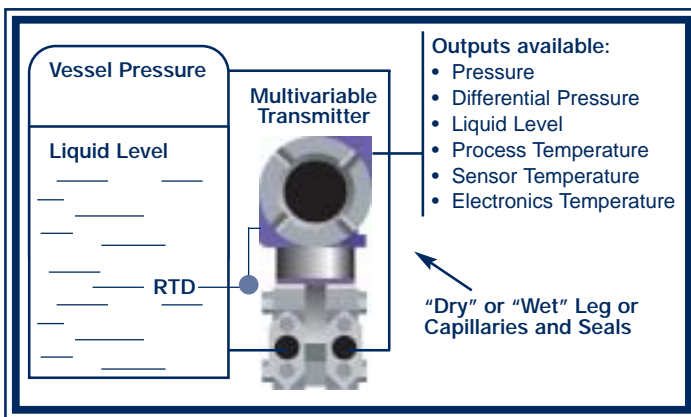 Vessel Pressure
Liquid Level
RTD
Multivariable
Transmitter
Outputs available:
• Pressure
• Differential Pressure
• Liquid Level
• Process Temperature
• Sensor Temperature
• Electronics Temperature
“Dry” or “Wet” Leg or
Capillaries and Seals